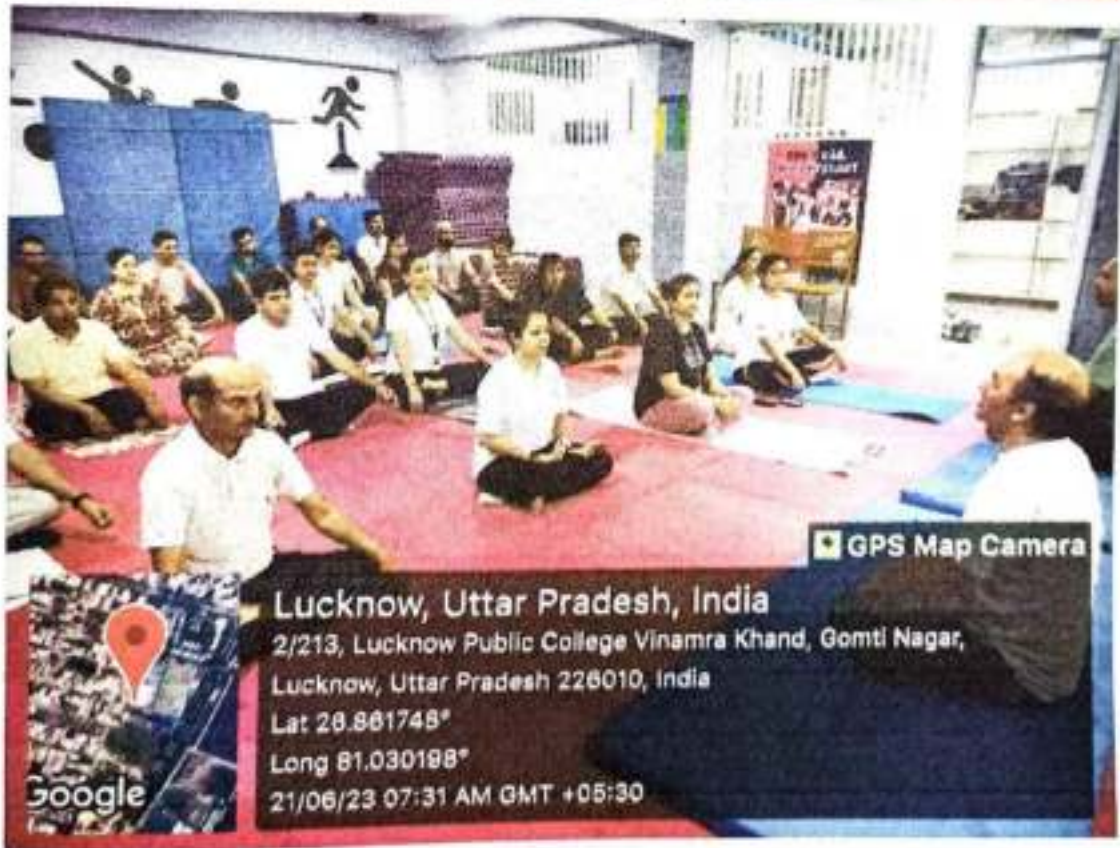 GPS Map Camera
Lucknow, Uttar Pradesh, India
2/213, Lucknow Public College Vinamra Khand, Gomti Nagar,
Lucknow, Uttar Pradesh 226010, India
Lat 26.861748°
Long 81.030198°
21/06/23 07:31 AM GMT +05:30
Google